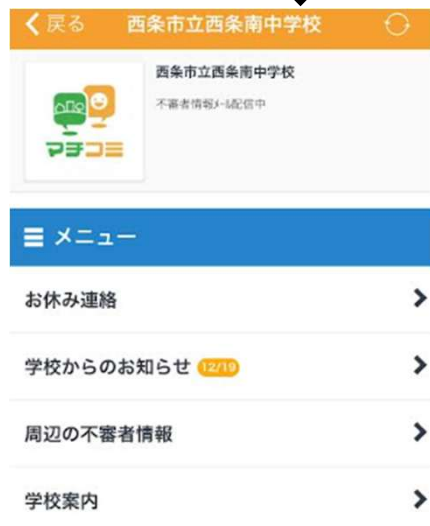 戻る 西条市立西条南中学校
西条市立西条南中学校
不審者情報ﾒｰﾙ配信中
マチコミ
メニュー
お休み連絡
学校からのお知らせ 12/19
周辺の不審者情報
学校案内